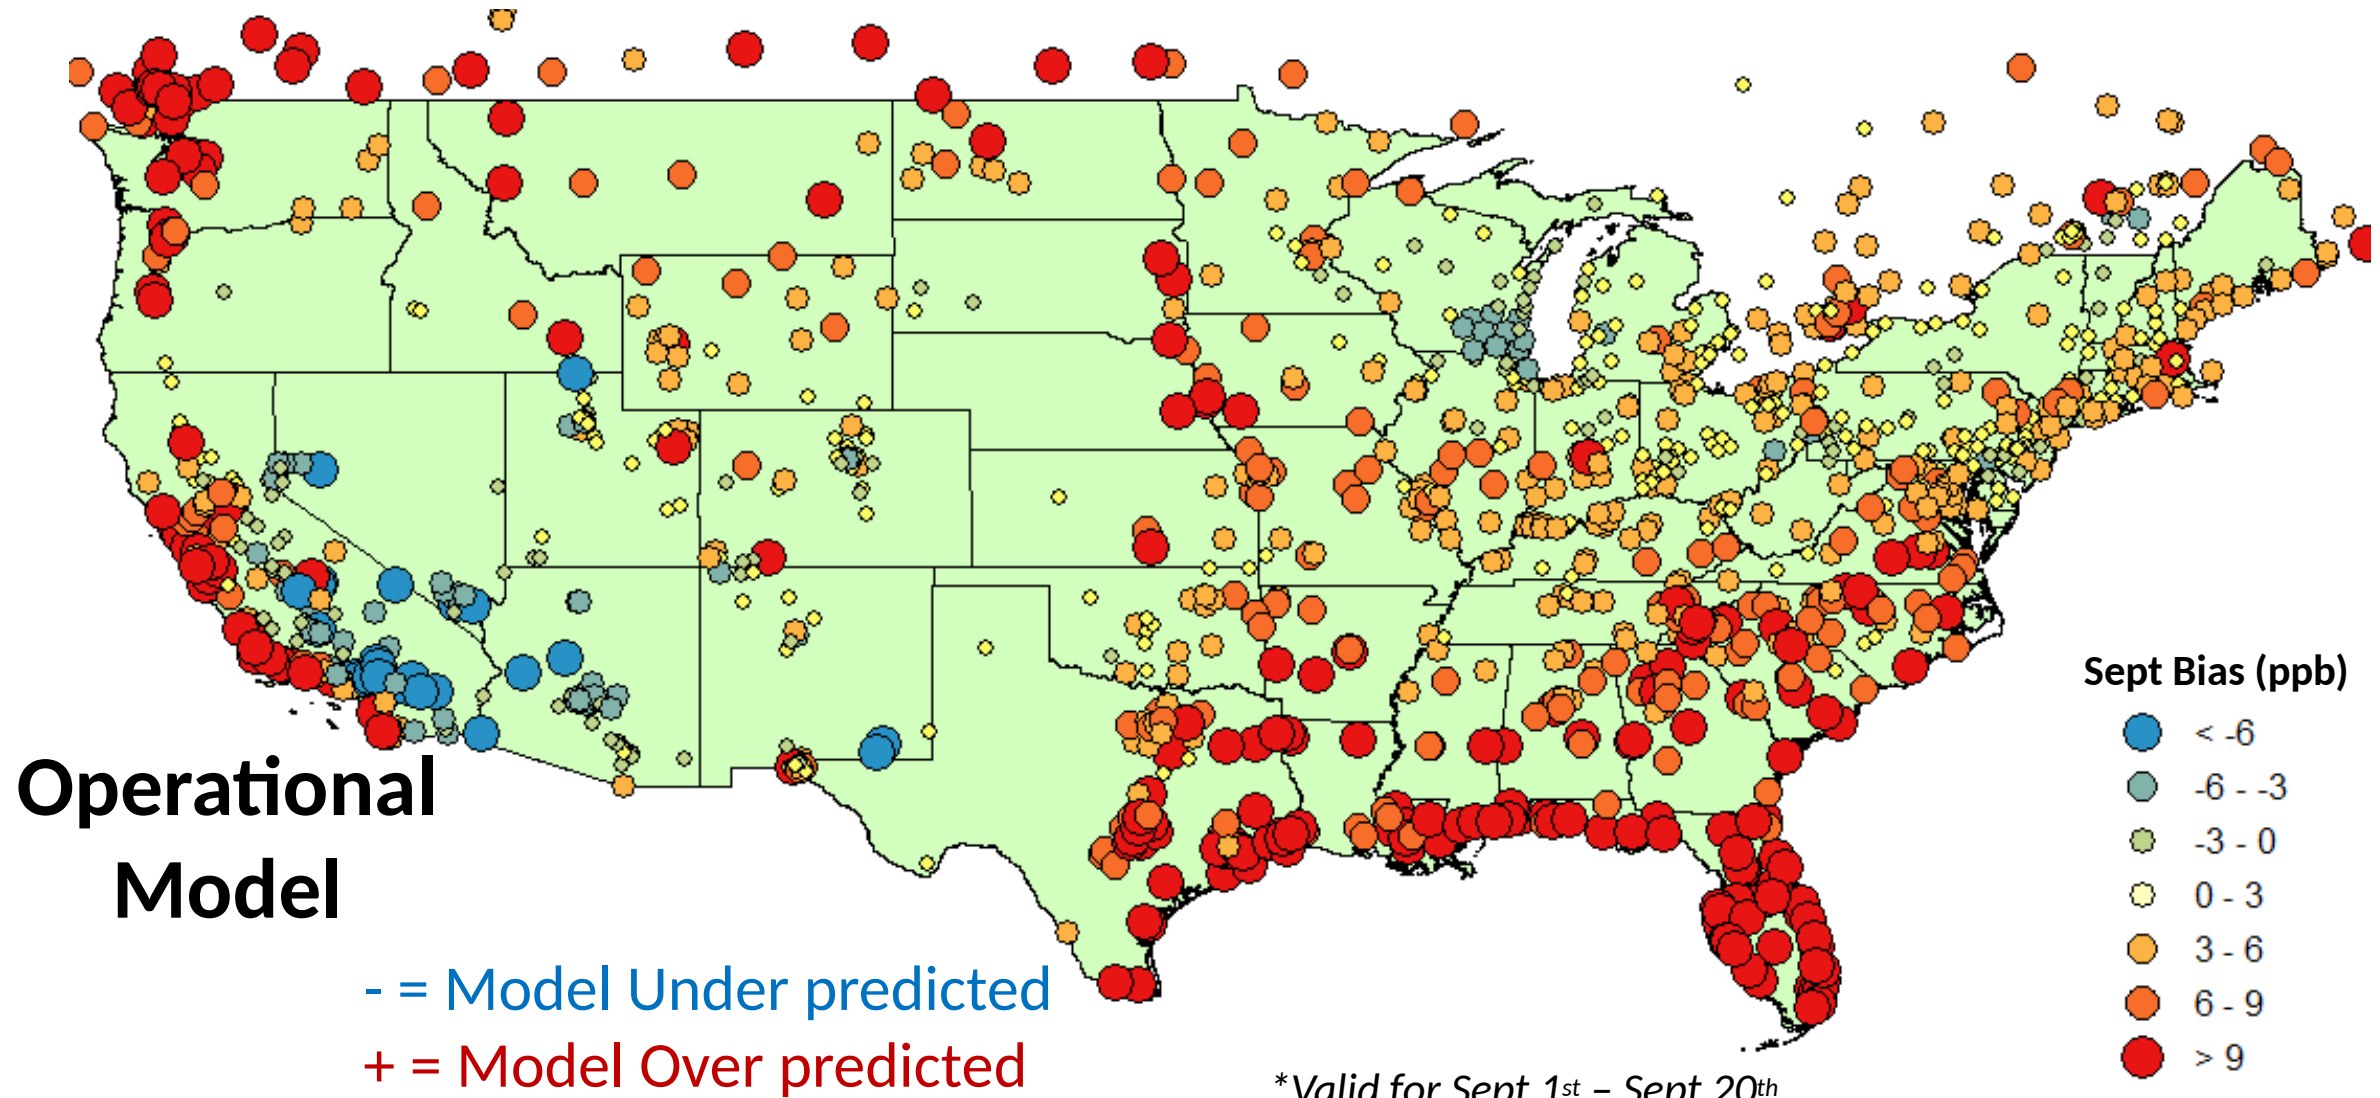 Sept Bias (ppb)
< -6
-6 - -3
-3 - 0
0 - 3
3 - 6
6 - 9
> 9
Operational
Model
- = Model Under predicted
+ = Model Over predicted
*Valid for Sept 1st – Sept 20th